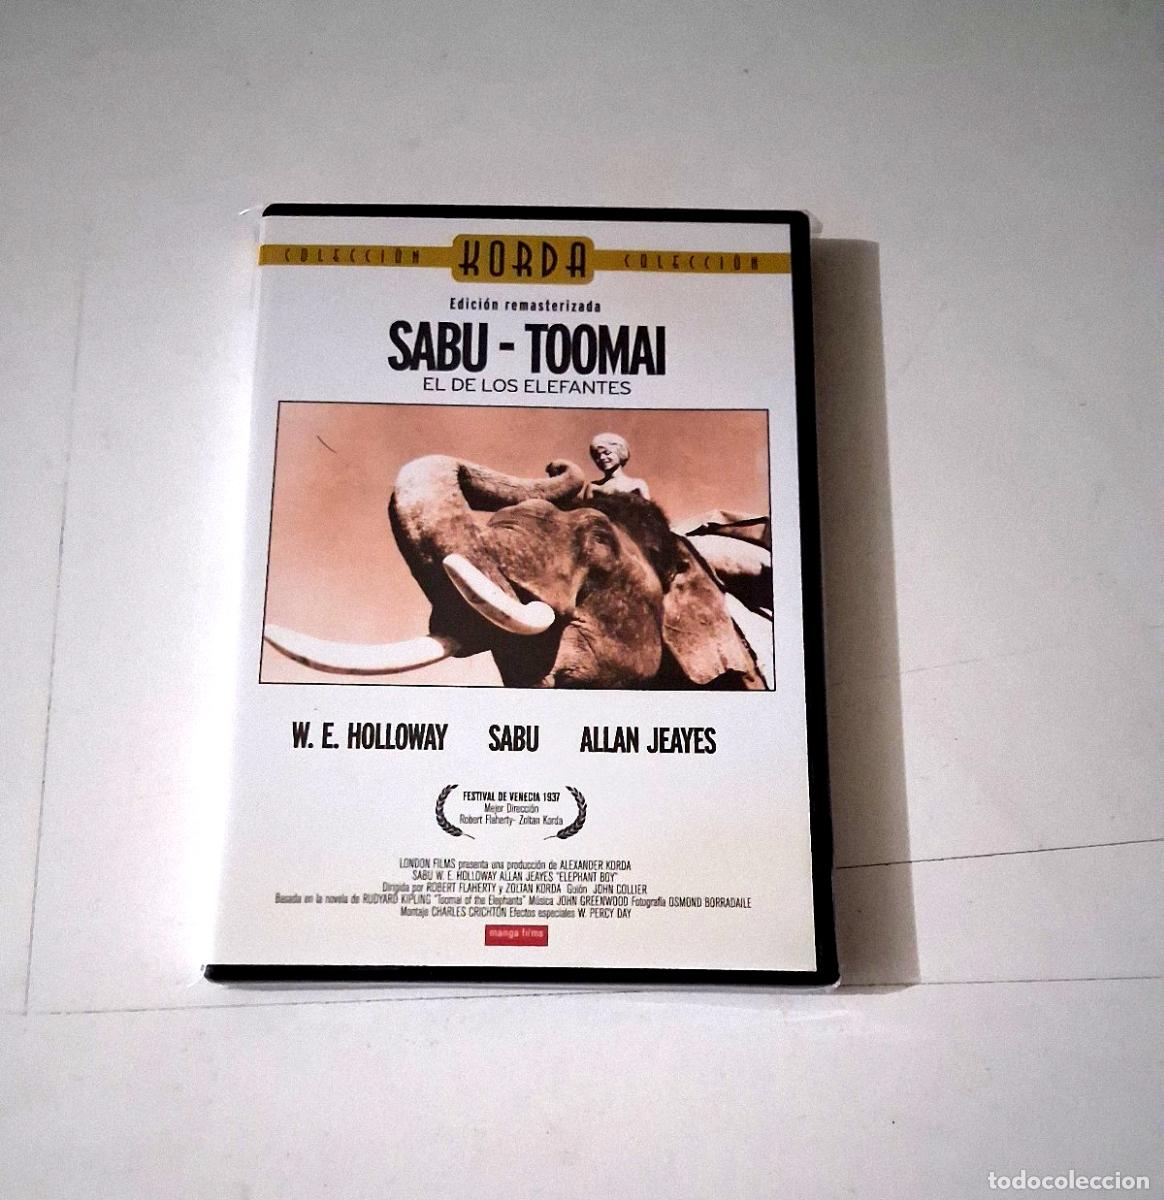 COLECCIÓN KORDA COLECCIÓN
Edición remasterizada
SABU - TOOMAI
EL DE LOS ELEFANTES
W. E. HOLLOWAY SABU ALLAN JEAYES
FESTIVAL DE VENECIA 1937
Mejor Dirección
Robert Flaherty- Zoltan Korda
LONDON FILMS presenta una producción de ALEXANDER KORDA
SABU W. E. HOLLOWAY ALLAN JEAYES "ELEPHANT BOY"
Dirigida por ROBERT FLAHERTY y ZOLTAN KORDA Guión JOHN COLLIER
Basada en la novela de RUDYARD KIPLING "Toomai of the Elephants" Música JOHN GREENWOOD Fotografía OSMOND BORRADAILE
Montaje CHARLES CRICHTON Efectos especiales W. PERCY DAY
manga films
todocoleccion